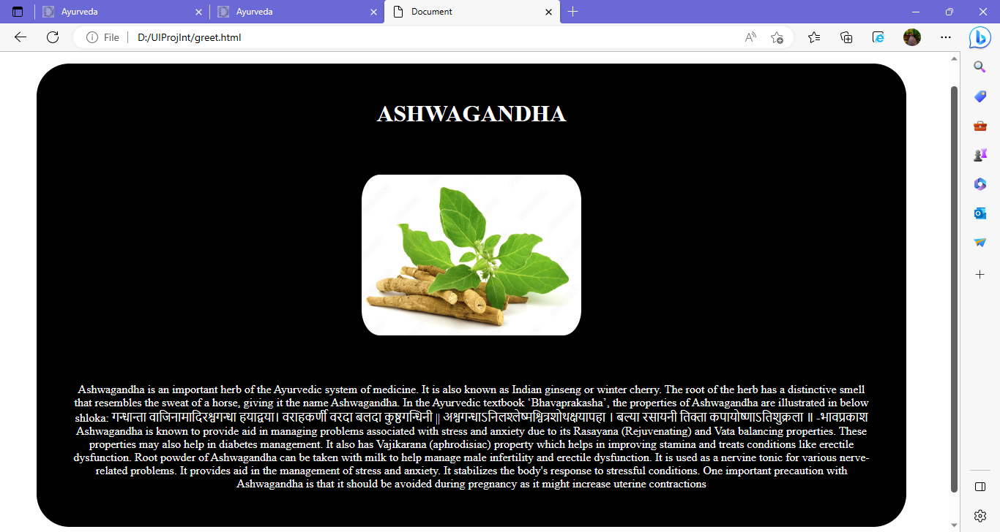 Ayurveda
Ayurveda
Document
File
D:/UIProjInt/greet.html
ASHWAGANDHA
Ashwagandha is an important herb of the Ayurvedic system of medicine. It is also known as Indian ginseng or winter cherry. The root of the herb has a distinctive smell
that resembles the sweat of a horse, giving it the name Ashwagandha. In the Ayurvedic textbook ‘Bhavaprakasha’, the properties of Ashwagandha are illustrated in below
shloka: गन्धान्ता वाजिनामादिरश्वगन्धा हयाद्वया। वराहकर्णी वरदा बलदा कुष्ठगन्धिनी || अश्वगन्धाऽनिलश्लेष्मश्वित्रशोथक्षयापहा । बल्या रसायनी तिक्ता कपायोष्णाऽतिशुक्रला ॥ -भावप्रकाश
Ashwagandha is known to provide aid in managing problems associated with stress and anxiety due to its Rasayana (Rejuvenating) and Vata balancing properties. These
properties may also help in diabetes management. It also has Vajikarana (aphrodisiac) property which helps in improving stamina and treats conditions like erectile
dysfunction. Root powder of Ashwagandha can be taken with milk to help manage male infertility and erectile dysfunction. It is used as a nervine tonic for various nerve-
related problems. It provides aid in the management of stress and anxiety. It stabilizes the body's response to stressful conditions. One important precaution with
Ashwagandha is that it should be avoided during pregnancy as it might increase uterine contractions